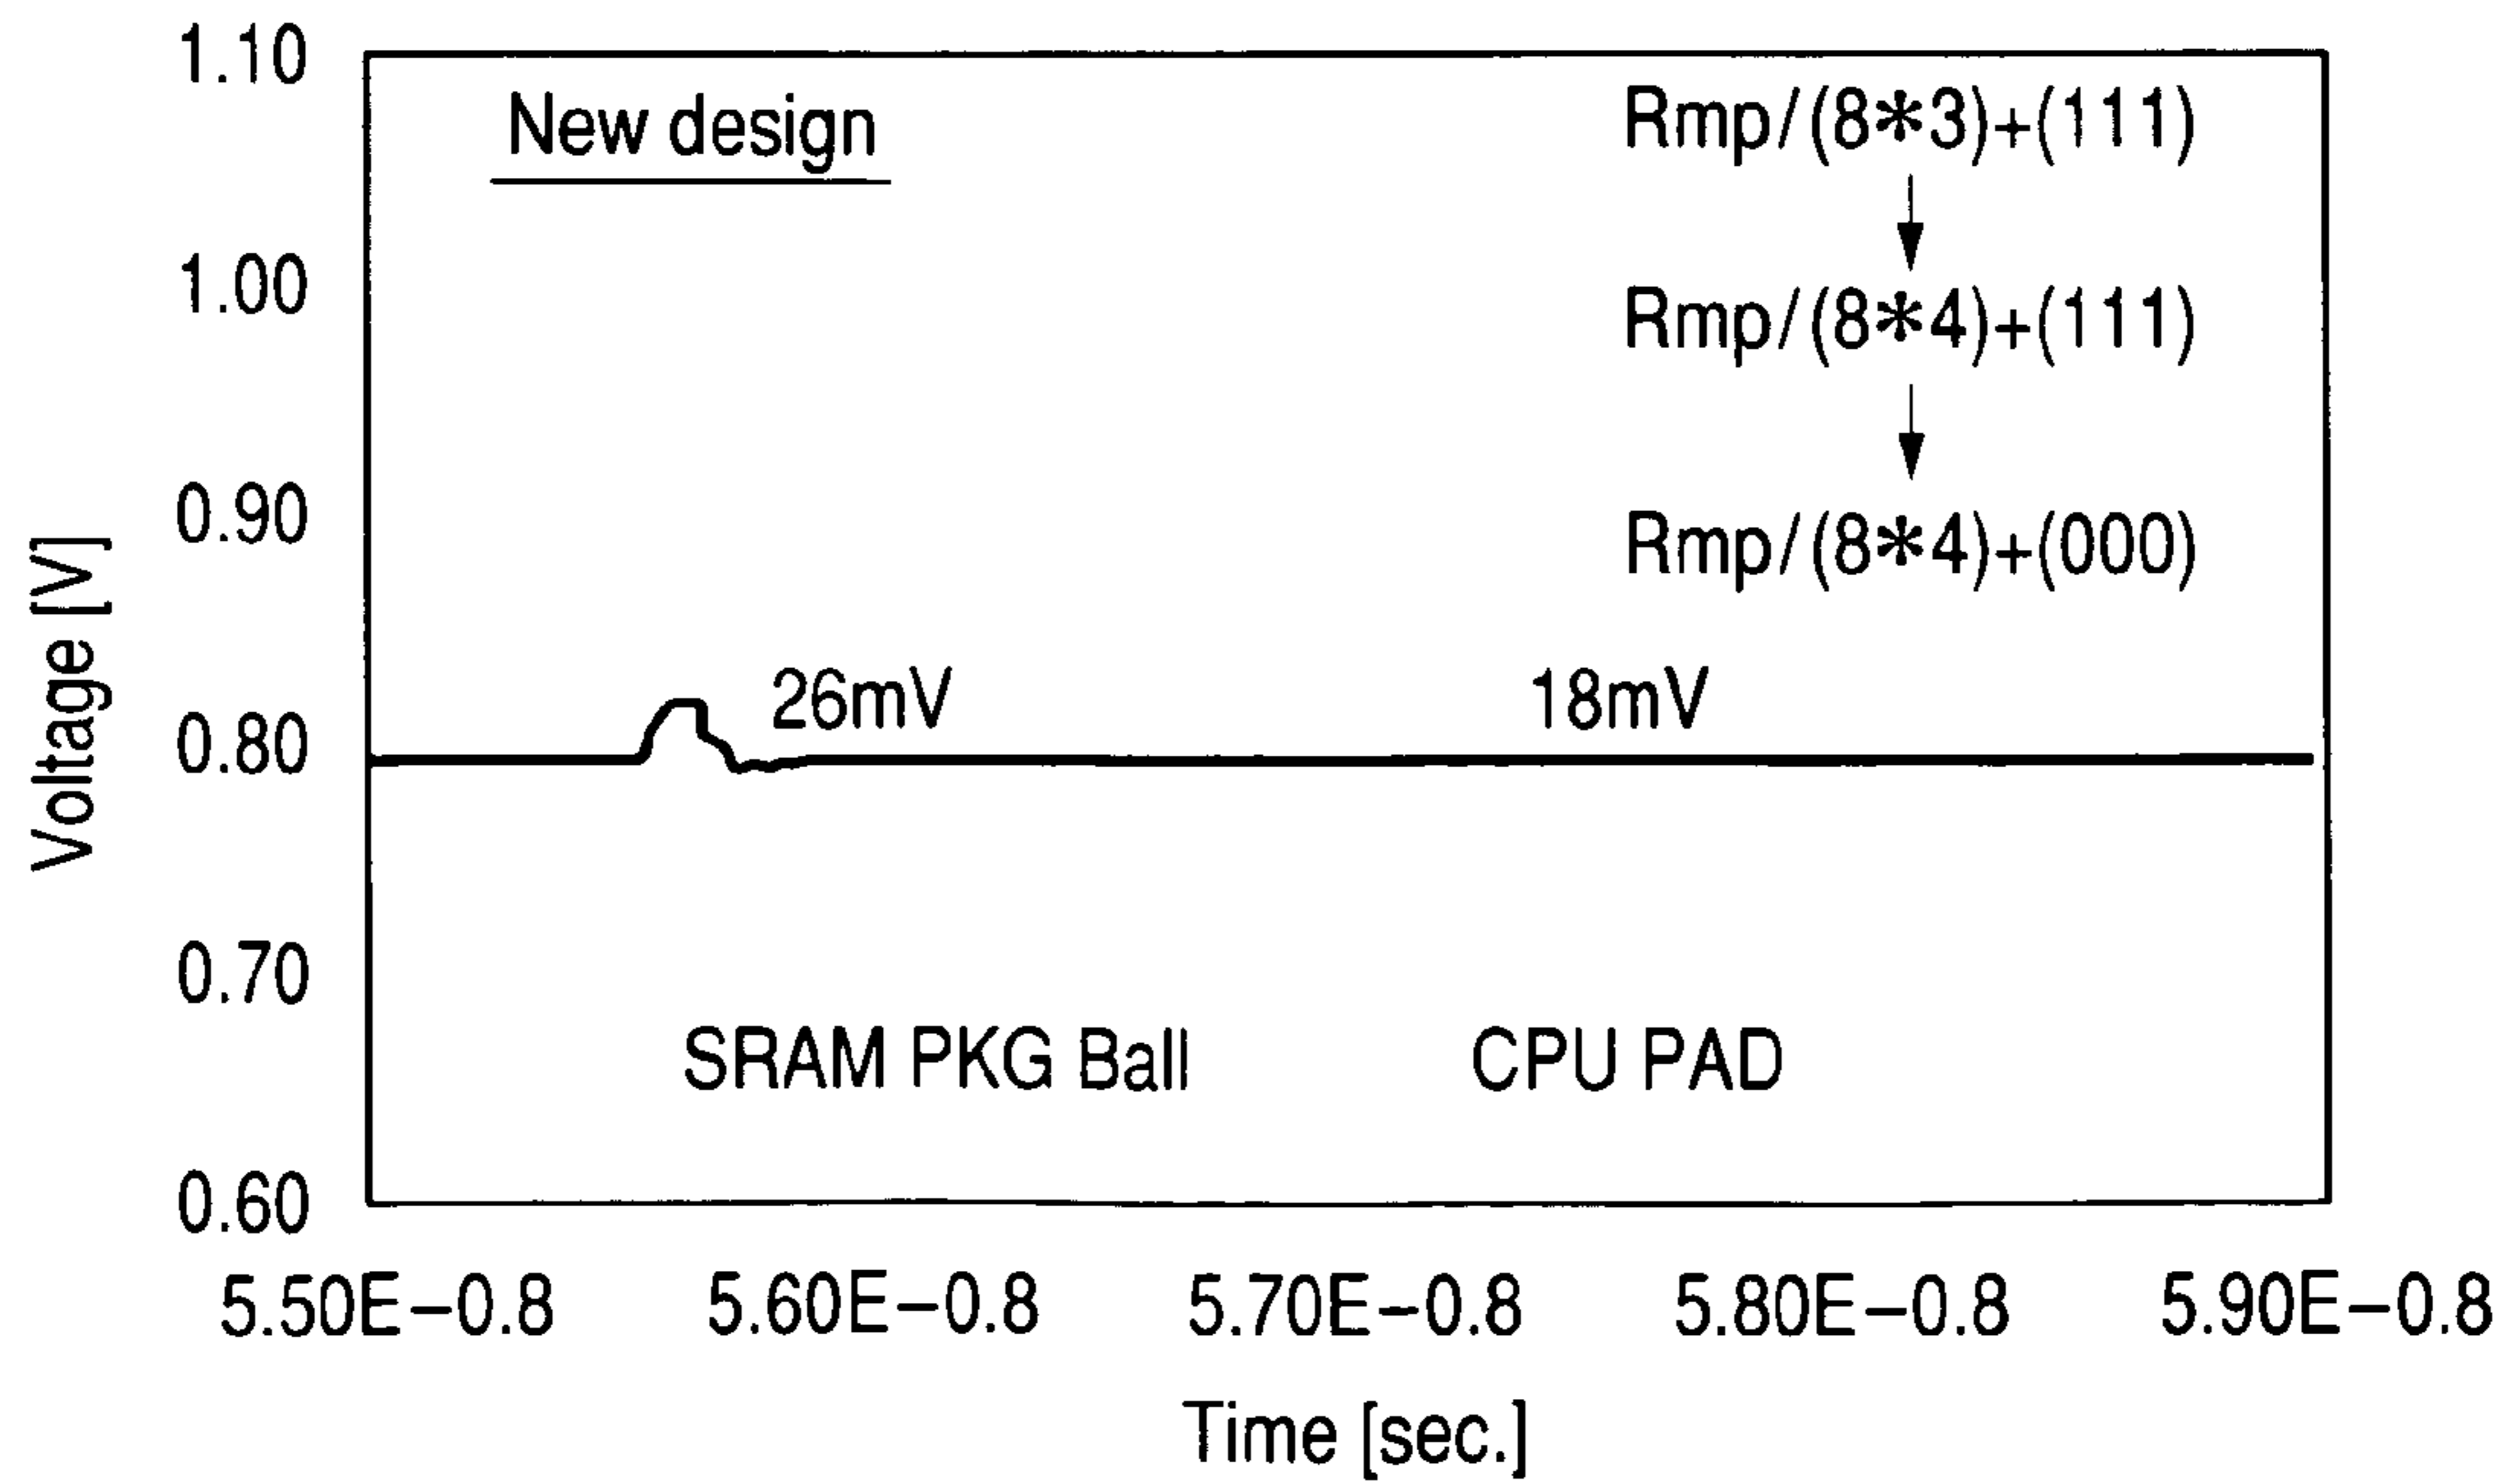 1.10
New design
Rmp/(8*3)+(111)
1.00
Rmp/(8*4)+(111)
0.90
Rmp/(8*4)+(000)
Voltage [V]
26mV
18mV
0.80
0.70
SRAM PKG Ball
CPU PAD
0.60
5.50E−0.8
5.60E−0.8
5.70E−0.8
5.80E−0.8
5.90E−0.8
Time [sec.]